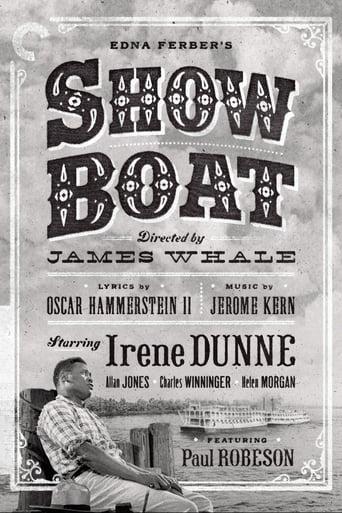 EDNA FERBER'S
SHOW
BOAT
Directed by
JAMES WHALE
LYRICS by
OSCAR HAMMERSTEIN II
MUSIC by
JEROME KERN
Starring Irene DUNNE
Allan JONES • Charles WINNINGER • Helen MORGAN
FEATURING
Paul ROBESON